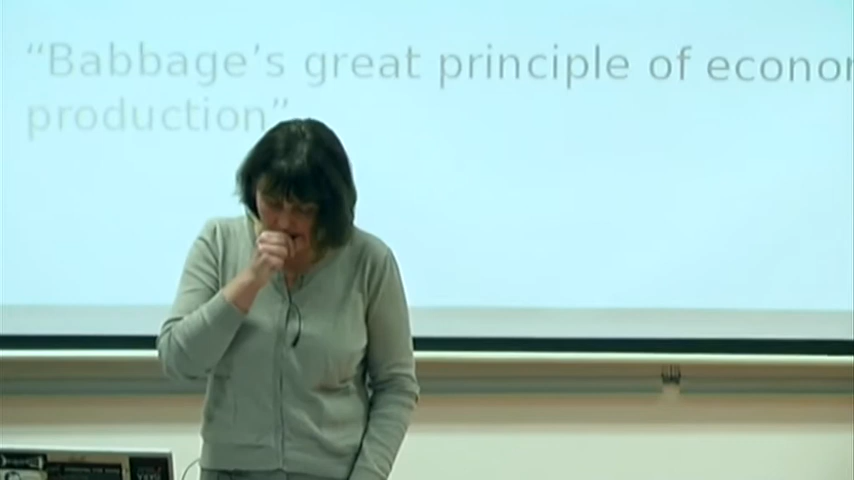 “Babbage’s great principle of econo
production”